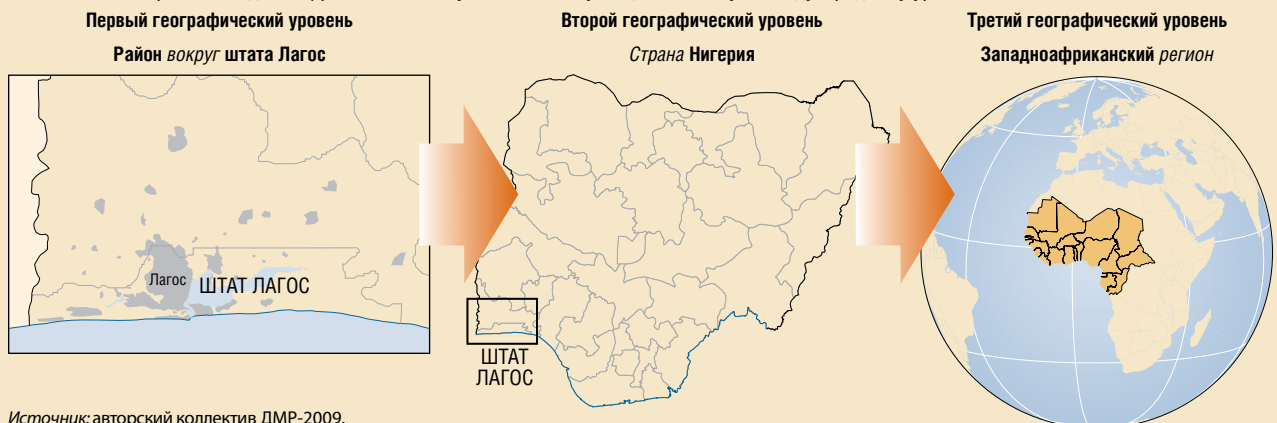 Первый географический уровень
Второй географический уровень
Третий географический уровень
Район вокруг штата Лагос
Страна Нигерия
Западноафриканский регион
Лагос
ШТАТ ЛАГОС
ШТАТ
ЛАГОС
Источник: авторский коллектив ДМР-2009.